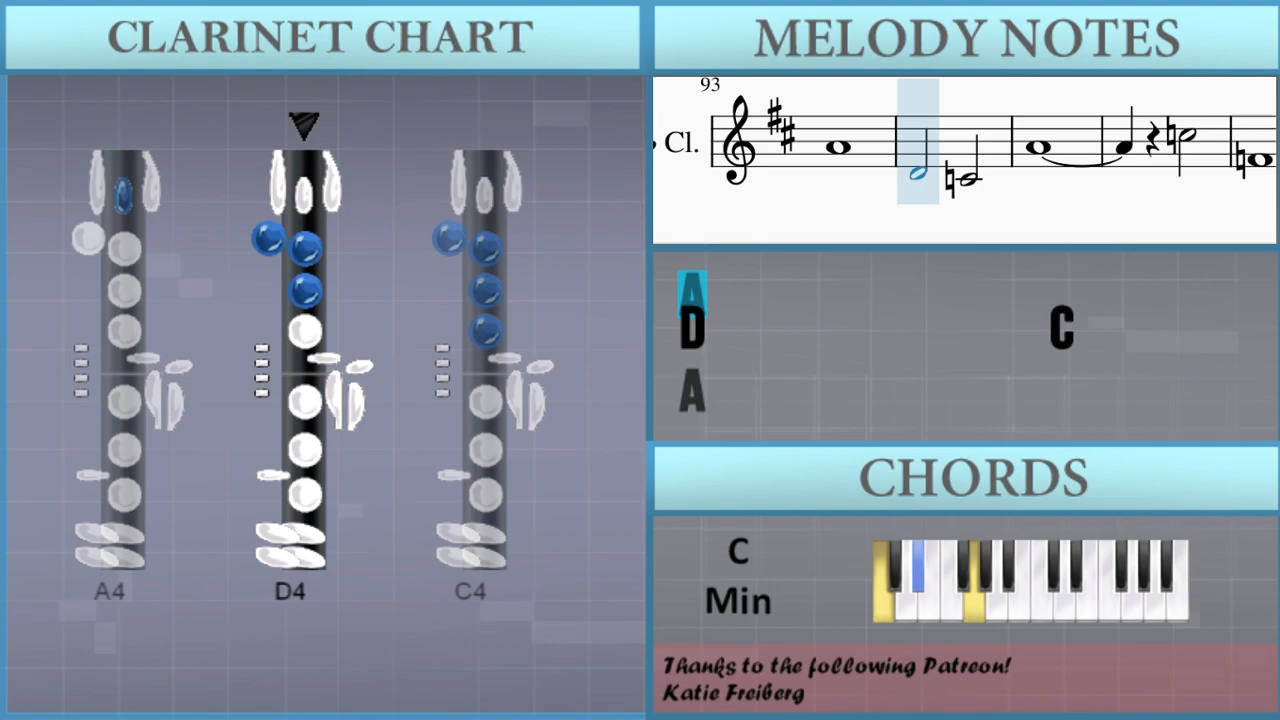 CLARINET CHART
A4 D4 C4
MELODY NOTES
93
Cl.
A
D C
A
CHORDS
C
Min
Thanks to the following Patreon!
Katie Freiberg